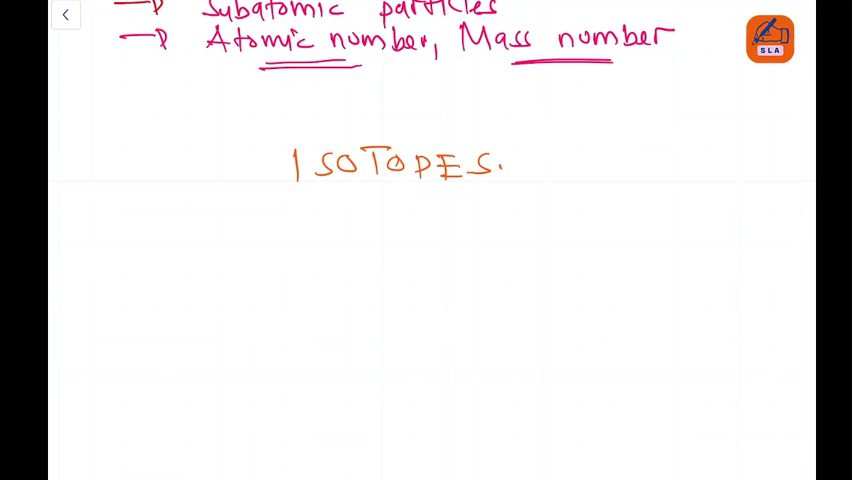 → Subatomic particles
→ Atomic number, Mass number
SLA
ISOTOPES.